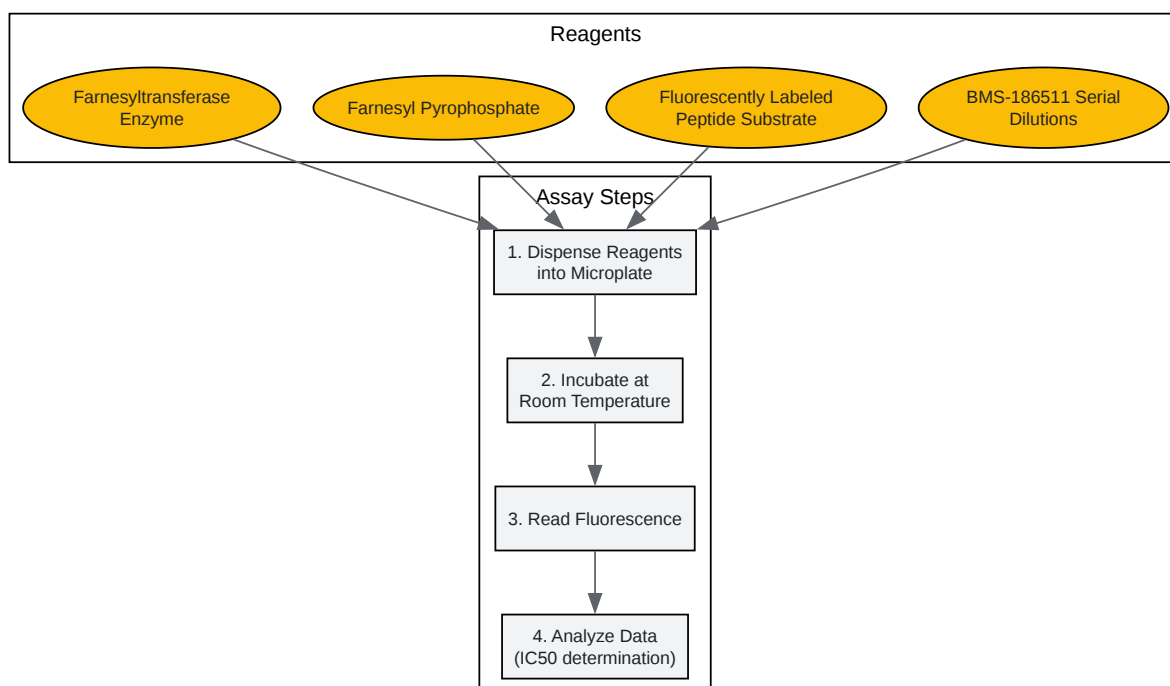 Reagents
Farnesyltransferase
Enzyme
Farnesyl Pyrophosphate
Fluorescently Labeled
Peptide Substrate
BMS-186511 Serial
Dilutions
Assay Steps
1. Dispense Reagents
into Microplate
2. Incubate at
Room Temperature
3. Read Fluorescence
4. Analyze Data
(IC50 determination)